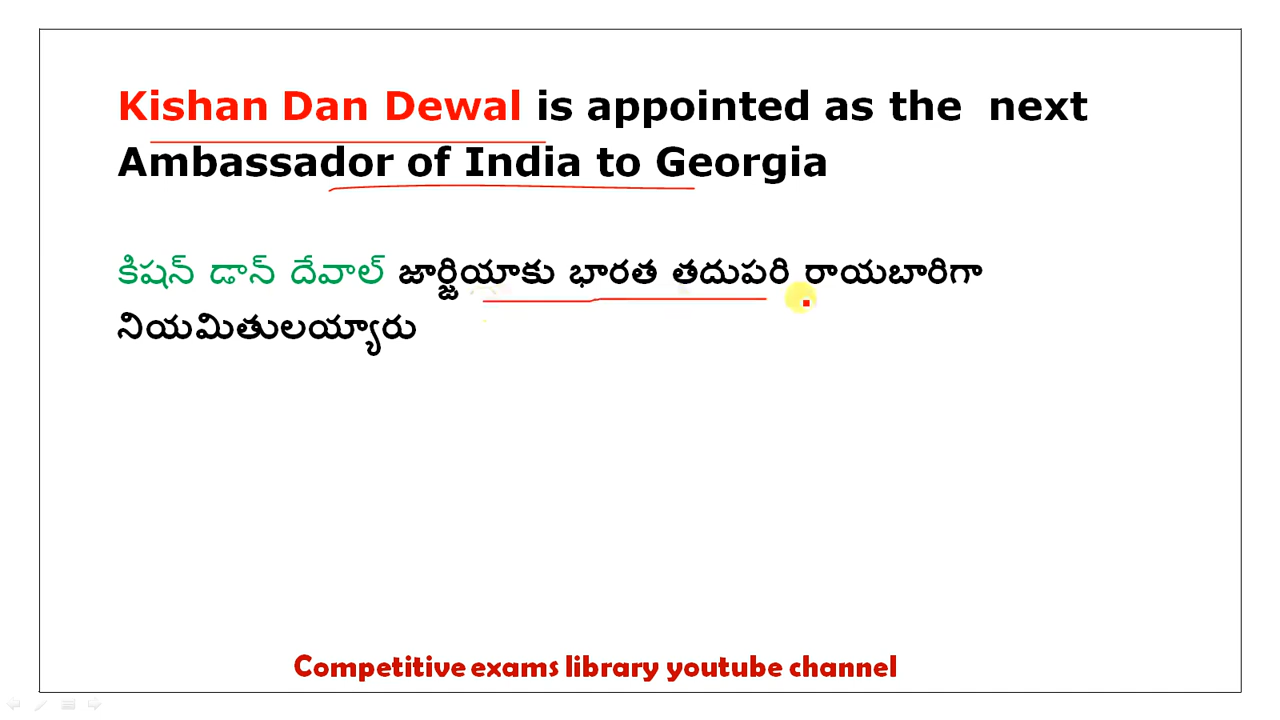 Kishan Dan Dewal is appointed as the next
Ambassador of India to Georgia
కిషన్ డాన్ దేవాల్ జార్జియాకు భారత తదుపరి రాయబారిగా
నియమితులయ్యారు
Competitive exams library youtube channel